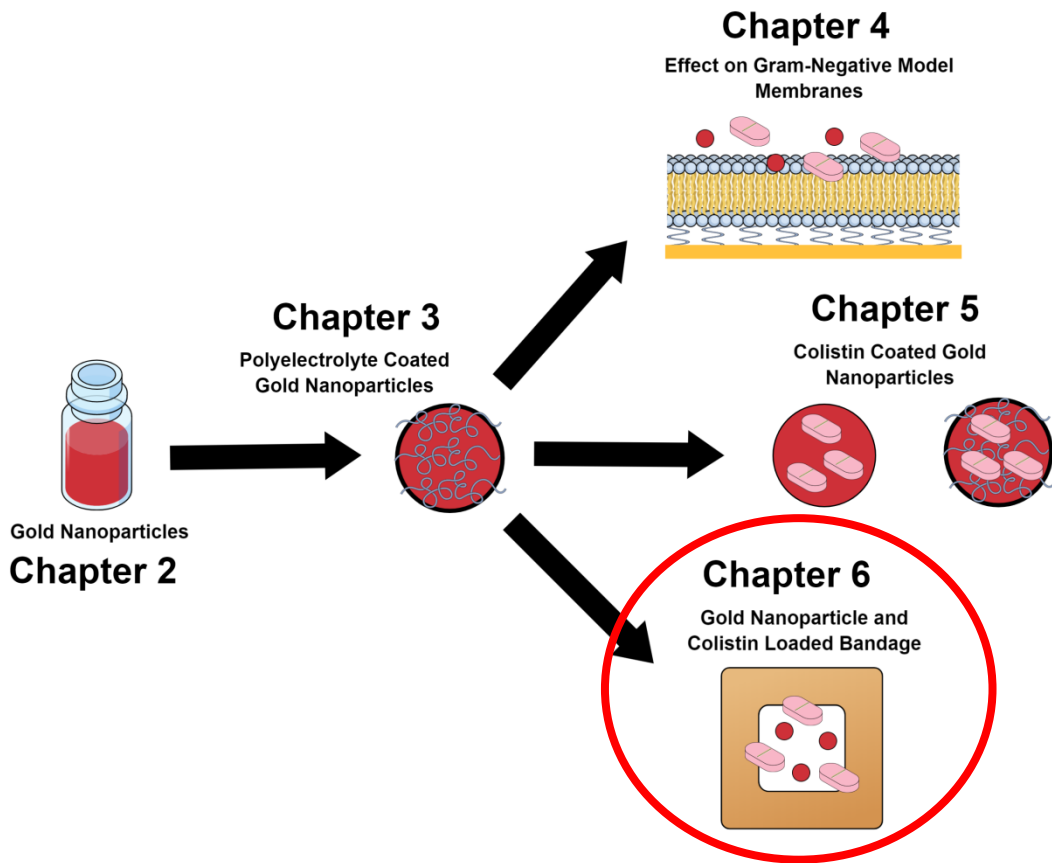 Chapter 4
Effect on Gram-Negative Model
Membranes
Chapter 3
Polyelectrolyte Coated
Gold Nanoparticles
Chapter 5
Colistin Coated Gold
Nanoparticles
Gold Nanoparticles
Chapter 2
Chapter 6
Gold Nanoparticle and
Colistin Loaded Bandage